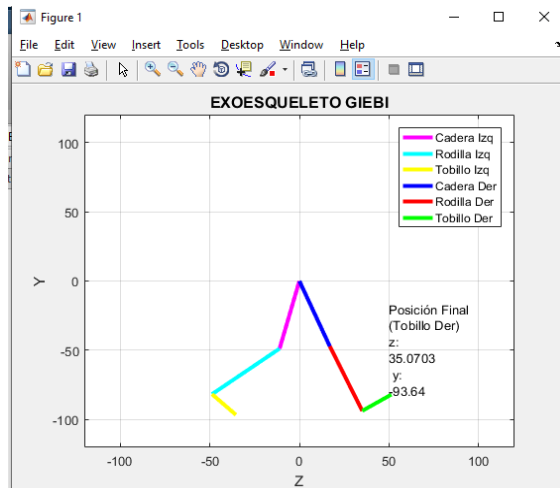 Figure 1
File Edit View Insert Tools Desktop Window Help
EXOESQUELETO GIEBI
Cadera Izq
Rodilla Izq
Tobillo Izq
Cadera Der
Rodilla Der
Tobillo Der
100
50
0
-50
-100
Y
Posición Final
(Tobillo Der)
z:
35.0703
y:
-93.64
-100 -50 0 50 100
Z